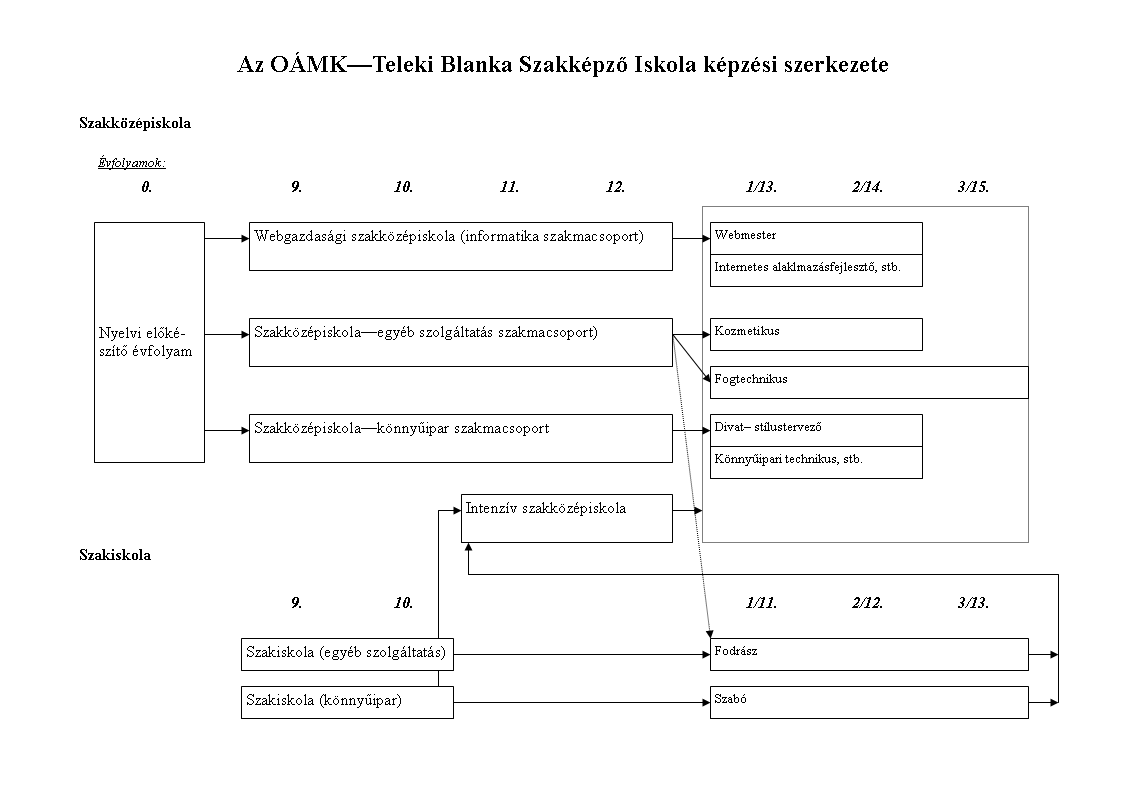 Az OÁMK—Teleki Blanka Szakképző Iskola képzési szerkezete
Szakközépiskola
Évfolyamok:
0. 9. 10. 11. 12. 1/13. 2/14. 3/15.
Webgazdasági szakközépiskola (informatika szakmacsoport)
Webmester
Internetes alaklmazásfejlesztő, stb.
Nyelvi előké-
szítő évfolyam
Szakközépiskola—egyéb szolgáltatás szakmacsoport)
Kozmetikus
Fogtechnikus
Szakközépiskola—könnyűipar szakmacsoport
Divat– stílustervező
Könnyűipari technikus, stb.
Intenzív szakközépiskola
Szakiskola
9. 10. 1/11. 2/12. 3/13.
Szakiskola (egyéb szolgáltatás)
Fodrász
Szakiskola (könnyűipar)
Szabó